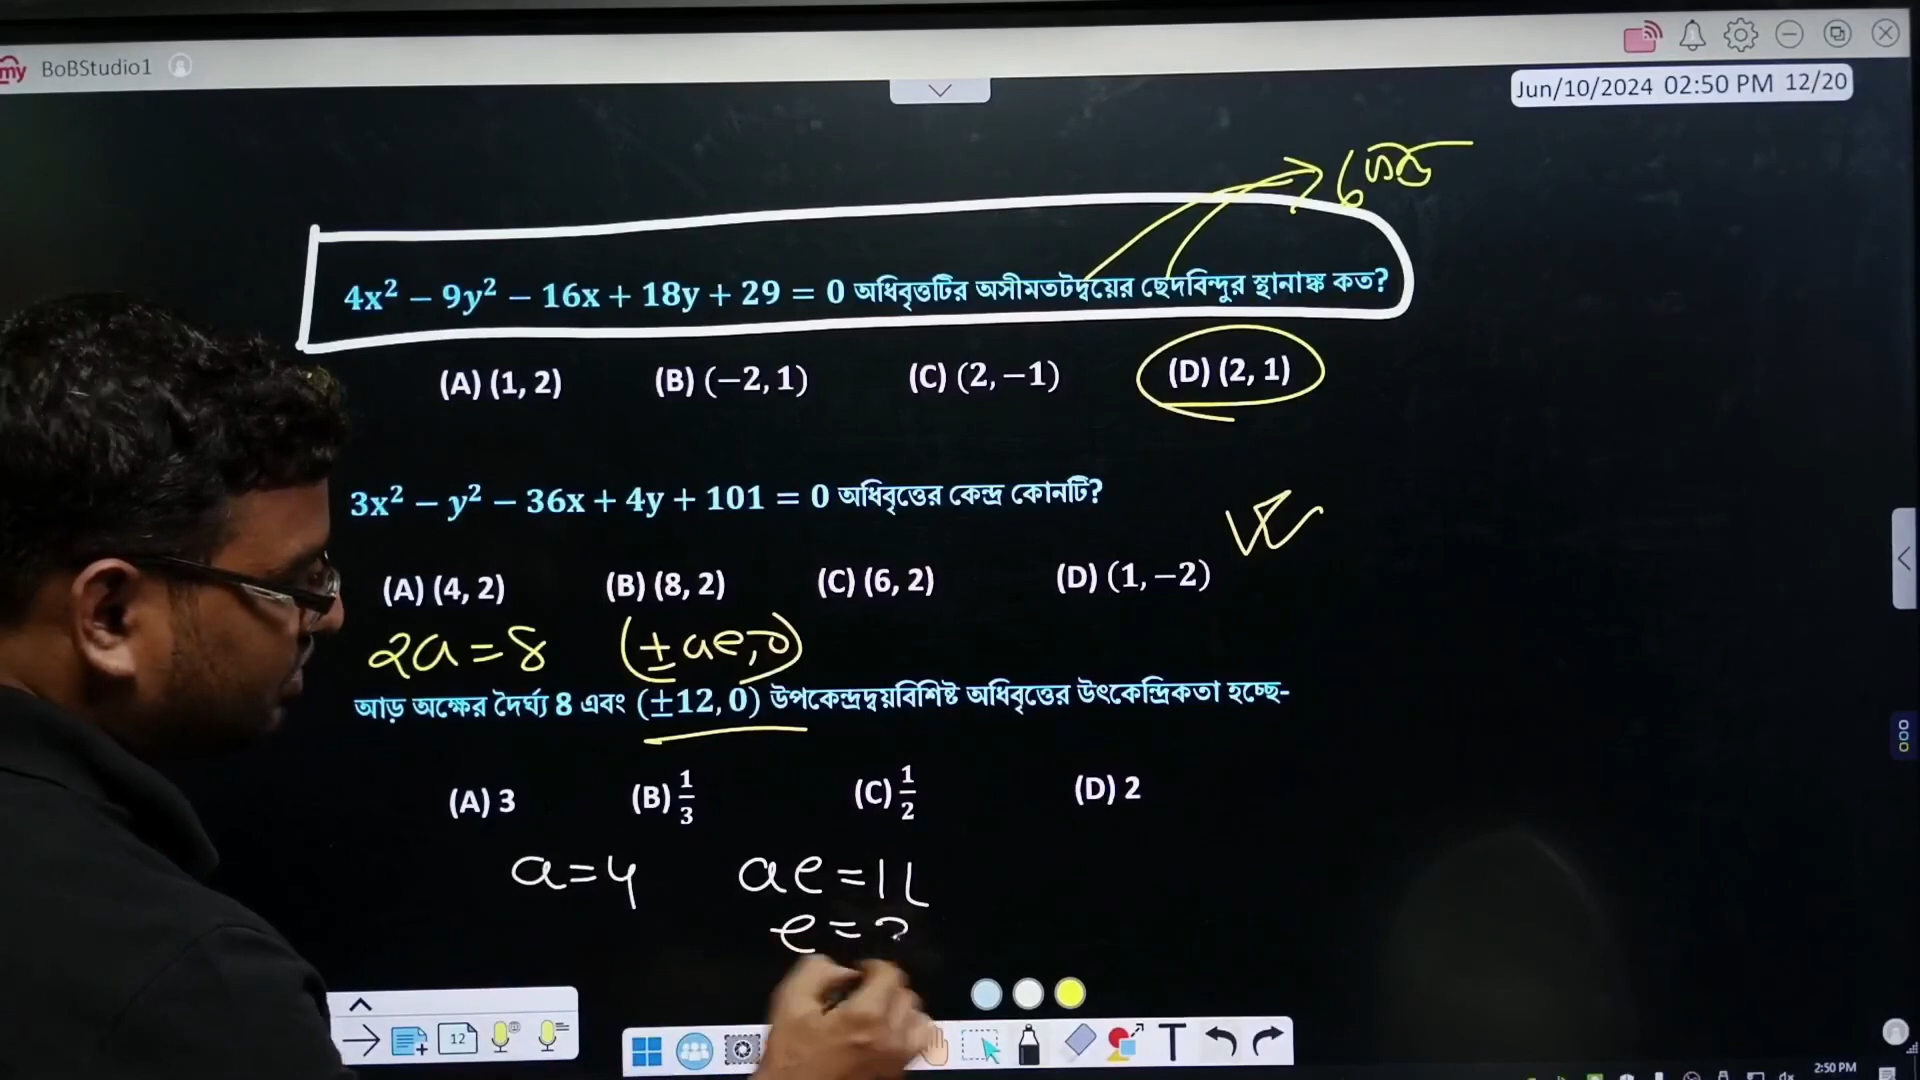 my BoBStudio1
Jun/10/2024 02:50 PM 12/20
4x² − 9y² − 16x + 18y + 29 = 0 অধিবৃত্তটির অসীমতটদ্বয়ের ছেদবিন্দুর স্থানাঙ্ক কত?
(A) (1, 2) (B) (−2, 1) (C) (2, −1) (D) (2, 1)
3x² − y² − 36x + 4y + 101 = 0 অধিবৃত্তের কেন্দ্র কোনটি?
(A) (4, 2) (B) (8, 2) (C) (6, 2) (D) (1, −2)
2a = 8 (± ae, 0)
আড় অক্ষের দৈর্ঘ্য 8 এবং (±12, 0) উপকেন্দ্রদ্বয়বিশিষ্ট অধিবৃত্তের উৎকেন্দ্রিকতা হচ্ছে-
(A) 3 (B) 1/3 (C) 1/2 (D) 2
a = 4 ae = 12
e = ?
12
T
2:50 PM